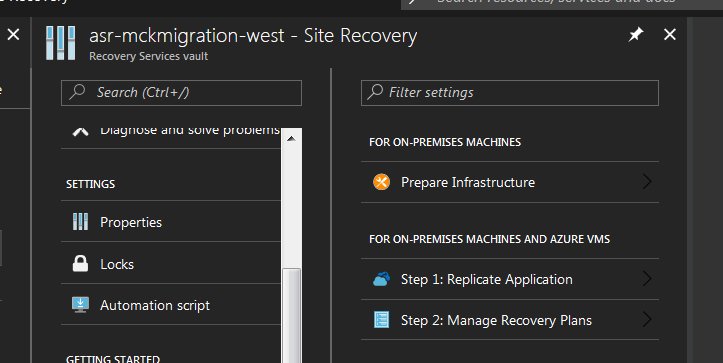 Recovery
Search resources, services and docs
asr-mckmigration-west - Site Recovery
Recovery Services vault
Search (Ctrl+/)
Diagnose and solve problems
SETTINGS
Properties
Locks
Automation script
GETTING STARTED
Filter settings
FOR ON-PREMISES MACHINES
Prepare Infrastructure
FOR ON-PREMISES MACHINES AND AZURE VMS
Step 1: Replicate Application
Step 2: Manage Recovery Plans